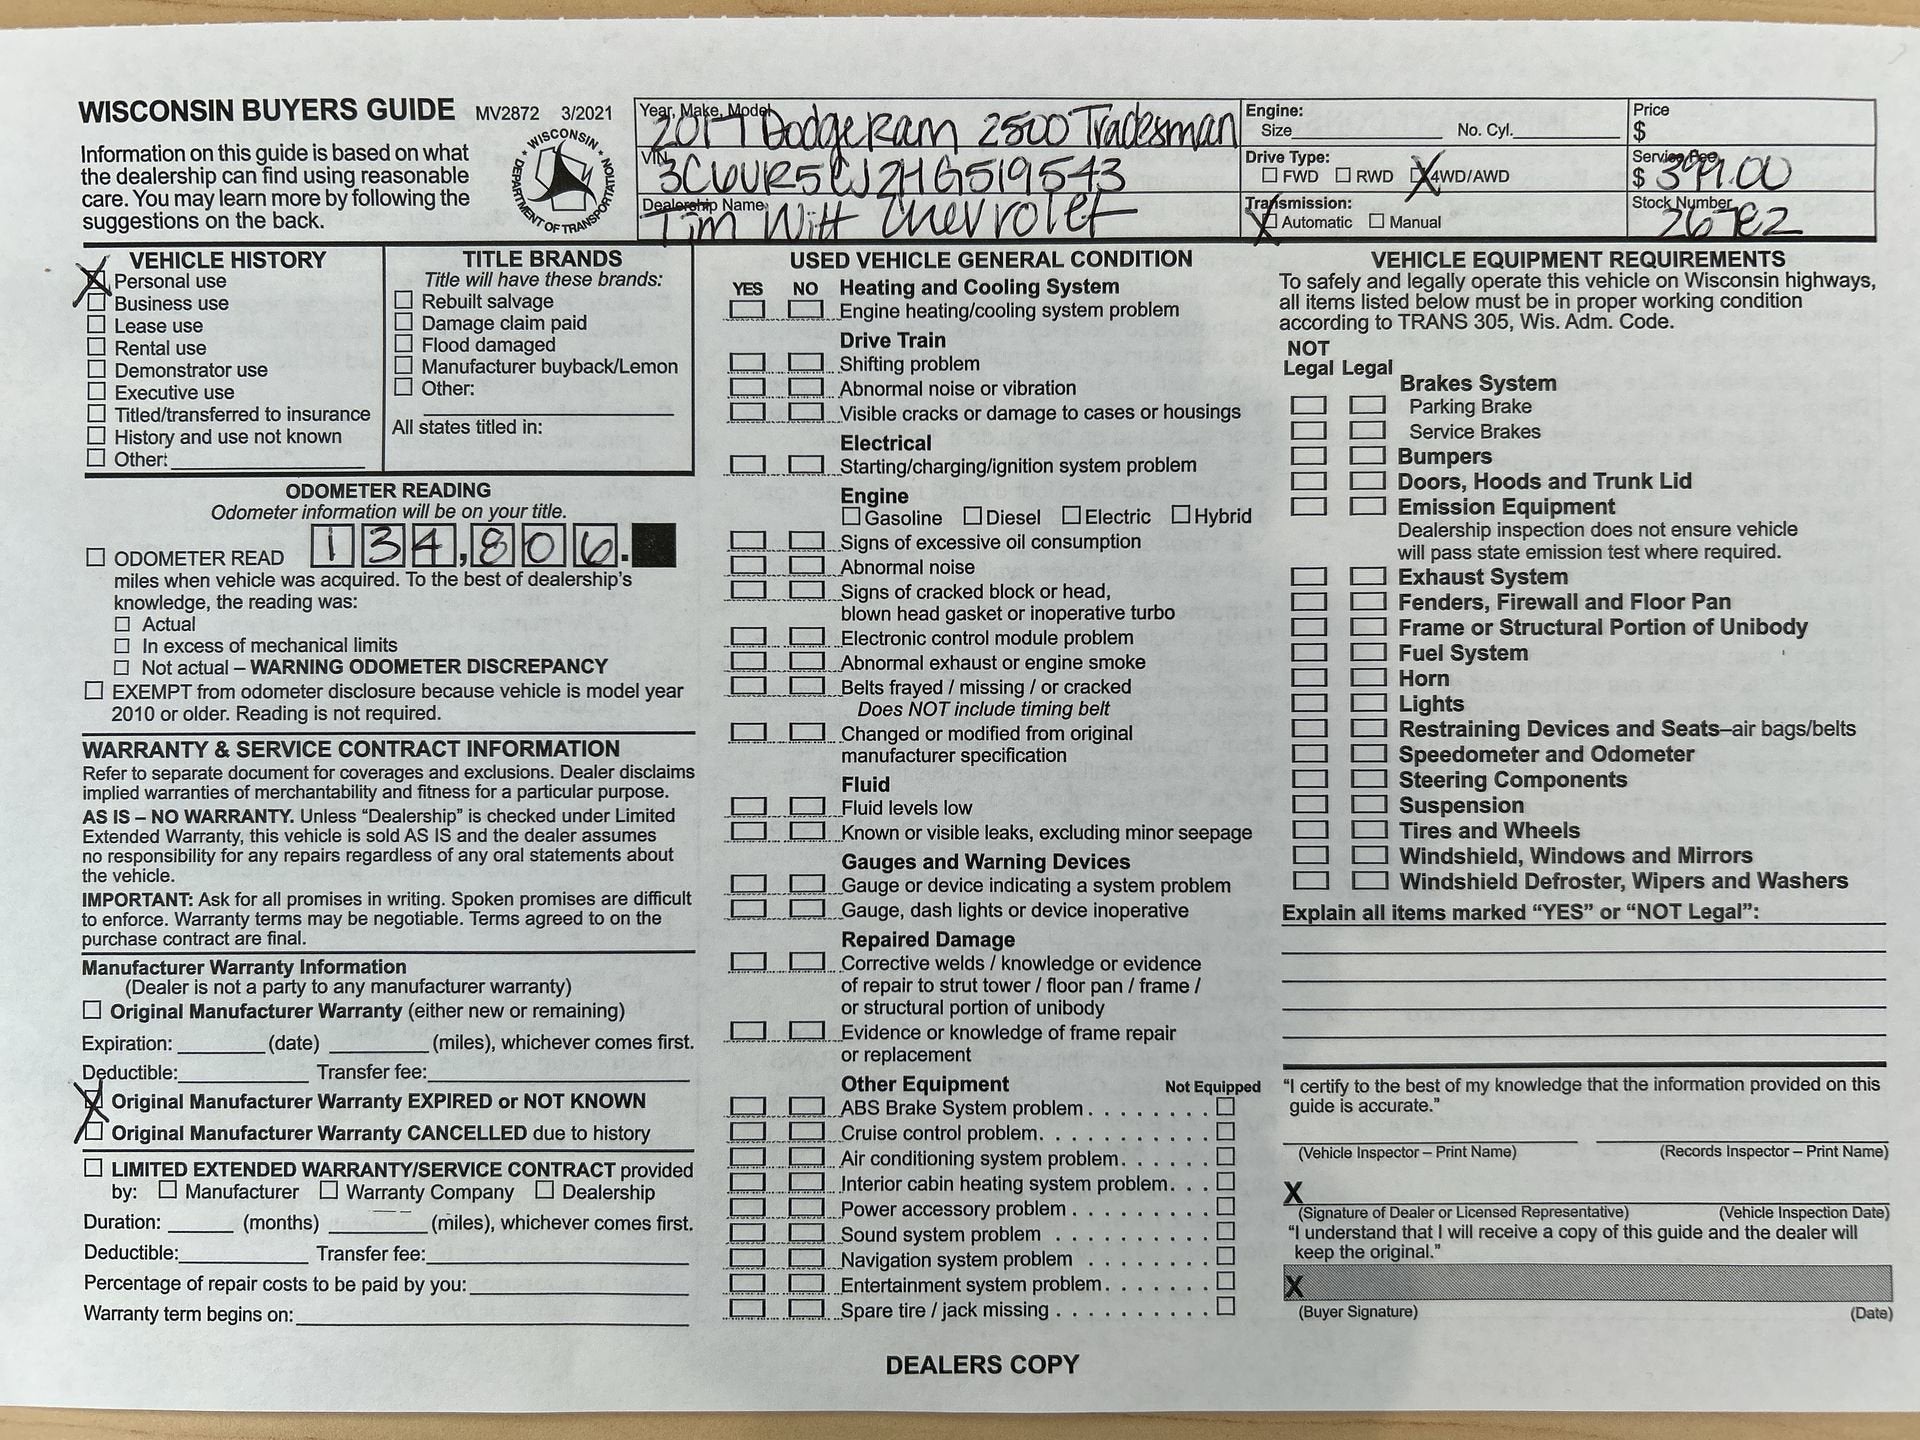 WISCONSIN BUYERS GUIDE MV2872 3/2021
Information on this guide is based on what
the dealership can find using reasonable
care. You may learn more by following the
suggestions on the back.
WISCONSIN
DEPARTMENT OF TRANSPORTATION
Year, Make, Model
2017 Dodge Ram 2500 Tradesman
VIN
3C6UR5CJ2HG519543
Dealership Name
Tim Witt Chevrolet
Engine:
Size No. Cyl.
Drive Type:
FWD RWD X 4WD/AWD
Transmission:
X Automatic Manual
Price
$
Service Fee
$ 399.00
Stock Number
VEHICLE HISTORY
X Personal use
Business use
Lease use
Rental use
Demonstrator use
Executive use
Titled/transferred to insurance
History and use not known
Other:
TITLE BRANDS
Title will have these brands:
Rebuilt salvage
Damage claim paid
Flood damaged
Manufacturer buyback/Lemon
Other:
All states titled in:
ODOMETER READING
Odometer information will be on your title.
ODOMETER READ 134,806.
miles when vehicle was acquired. To the best of dealership's
knowledge, the reading was:
Actual
In excess of mechanical limits
Not actual – WARNING ODOMETER DISCREPANCY
EXEMPT from odometer disclosure because vehicle is model year
2010 or older. Reading is not required.
WARRANTY & SERVICE CONTRACT INFORMATION
Refer to separate document for coverages and exclusions. Dealer disclaims
implied warranties of merchantability and fitness for a particular purpose.
AS IS – NO WARRANTY. Unless “Dealership” is checked under Limited
Extended Warranty, this vehicle is sold AS IS and the dealer assumes
no responsibility for any repairs regardless of any oral statements about
the vehicle.
IMPORTANT: Ask for all promises in writing. Spoken promises are difficult
to enforce. Warranty terms may be negotiable. Terms agreed to on the
purchase contract are final.
Manufacturer Warranty Information
(Dealer is not a party to any manufacturer warranty)
Original Manufacturer Warranty (either new or remaining)
Expiration: (date) (miles), whichever comes first.
Deductible: Transfer fee:
X Original Manufacturer Warranty EXPIRED or NOT KNOWN
Original Manufacturer Warranty CANCELLED due to history
LIMITED EXTENDED WARRANTY/SERVICE CONTRACT provided
by: Manufacturer Warranty Company Dealership
Duration: (months) (miles), whichever comes first.
Deductible: Transfer fee:
Percentage of repair costs to be paid by you:
Warranty term begins on:
USED VEHICLE GENERAL CONDITION
YES NO Heating and Cooling System
Engine heating/cooling system problem
Drive Train
Shifting problem
Abnormal noise or vibration
Visible cracks or damage to cases or housings
Electrical
Starting/charging/ignition system problem
Engine
Gasoline Diesel Electric Hybrid
Signs of excessive oil consumption
Abnormal noise
Signs of cracked block or head,
blown head gasket or inoperative turbo
Electronic control module problem
Abnormal exhaust or engine smoke
Belts frayed / missing / or cracked
Does NOT include timing belt
Changed or modified from original
manufacturer specification
Fluid
Fluid levels low
Known or visible leaks, excluding minor seepage
Gauges and Warning Devices
Gauge or device indicating a system problem
Gauge, dash lights or device inoperative
Repaired Damage
Corrective welds / knowledge or evidence
of repair to strut tower / floor pan / frame /
or structural portion of unibody
Evidence or knowledge of frame repair
or replacement
Other Equipment Not Equipped
ABS Brake System problem
Cruise control problem
Air conditioning system problem
Interior cabin heating system problem
Power accessory problem
Sound system problem
Navigation system problem
Entertainment system problem
Spare tire / jack missing
VEHICLE EQUIPMENT REQUIREMENTS
To safely and legally operate this vehicle on Wisconsin highways,
all items listed below must be in proper working condition
according to TRANS 305, Wis. Adm. Code.
NOT
Legal Legal
Brakes System
Parking Brake
Service Brakes
Bumpers
Doors, Hoods and Trunk Lid
Emission Equipment
Dealership inspection does not ensure vehicle
will pass state emission test where required.
Exhaust System
Fenders, Firewall and Floor Pan
Frame or Structural Portion of Unibody
Fuel System
Horn
Lights
Restraining Devices and Seats–air bags/belts
Speedometer and Odometer
Steering Components
Suspension
Tires and Wheels
Windshield, Windows and Mirrors
Windshield Defroster, Wipers and Washers
Explain all items marked “YES” or “NOT Legal”:
“I certify to the best of my knowledge that the information provided on this
guide is accurate.”
(Vehicle Inspector – Print Name) (Records Inspector – Print Name)
X
(Signature of Dealer or Licensed Representative) (Vehicle Inspection Date)
“I understand that I will receive a copy of this guide and the dealer will
keep the original.”
X
(Buyer Signature) (Date)
DEALERS COPY